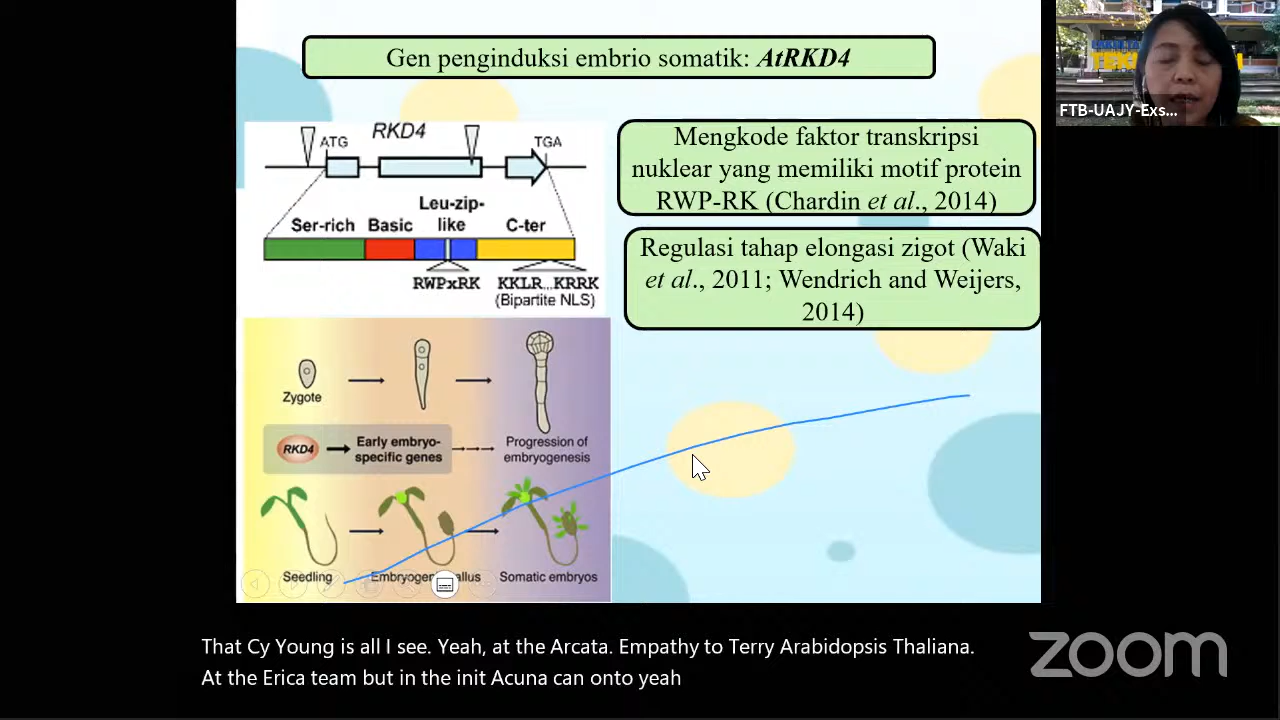 Gen penginduksi embrio somatik: AtRKD4
ATG
RKD4
TGA
Ser-rich
Basic
Leu-zip-
like
C-ter
RWPxRK
KKLR...KRRK
(Bipartite NLS)
Mengkode faktor transkripsi
nuklear yang memiliki motif protein
RWP-RK (Chardin et al., 2014)
Regulasi tahap elongasi zigot (Waki
et al., 2011; Wendrich and Weijers,
2014)
Zygote
RKD4
Early embryo-
specific genes
Progression of
embryogenesis
Seedling
Somatic embryos
FTB-UAJY-Exs...
That Cy Young is all I see. Yeah, at the Arcata. Empathy to Terry Arabidopsis Thaliana.
At the Erica team but in the init Acuna can onto yeah
zoom